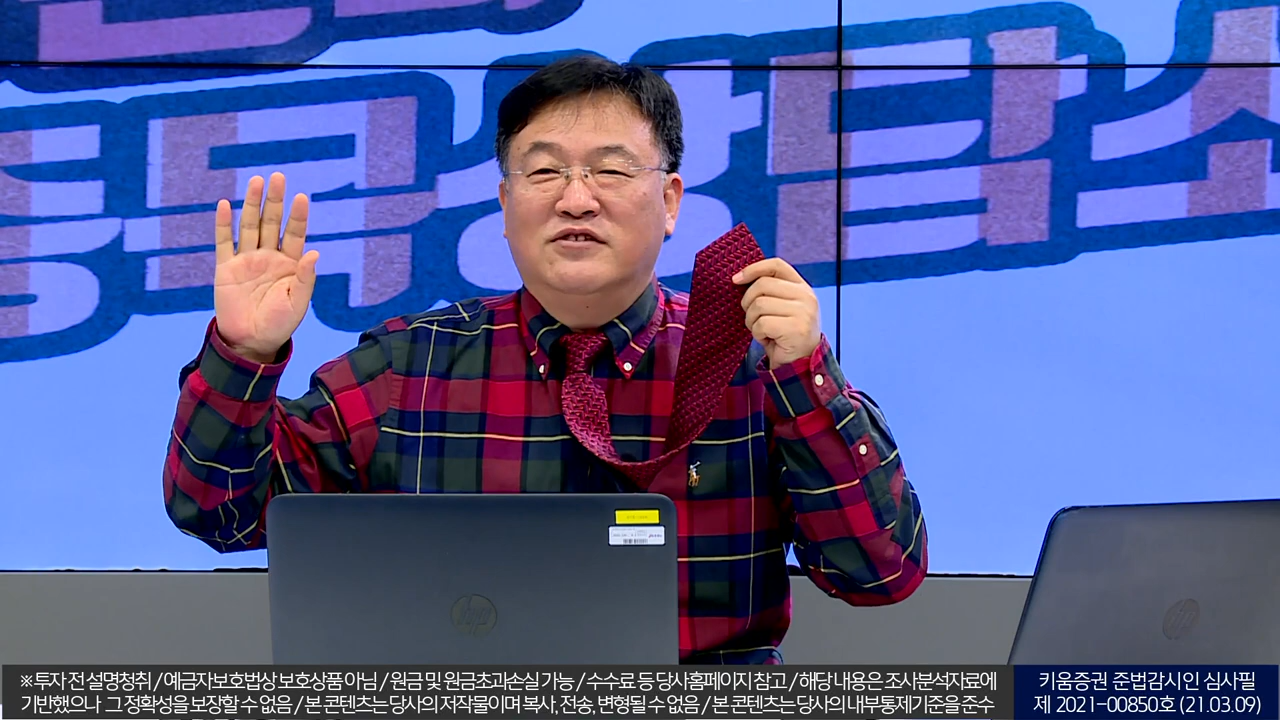 종목상담소
hp
hp
※ 투자 전 설명청취 / 예금자보호법상 보호상품 아님 / 원금 및 원금초과손실 가능 / 수수료 등 당사홈페이지 참고 / 해당 내용은 조사분석자료에
기반했으나 그 정확성을 보장할 수 없음 / 본 콘텐츠는 당사의 저작물이며 복사, 전송, 변형될 수 없음 / 본 콘텐츠는 당사의 내부통제기준을 준수
키움증권 준법감시인 심사필
제 2021-00850호 (21.03.09)